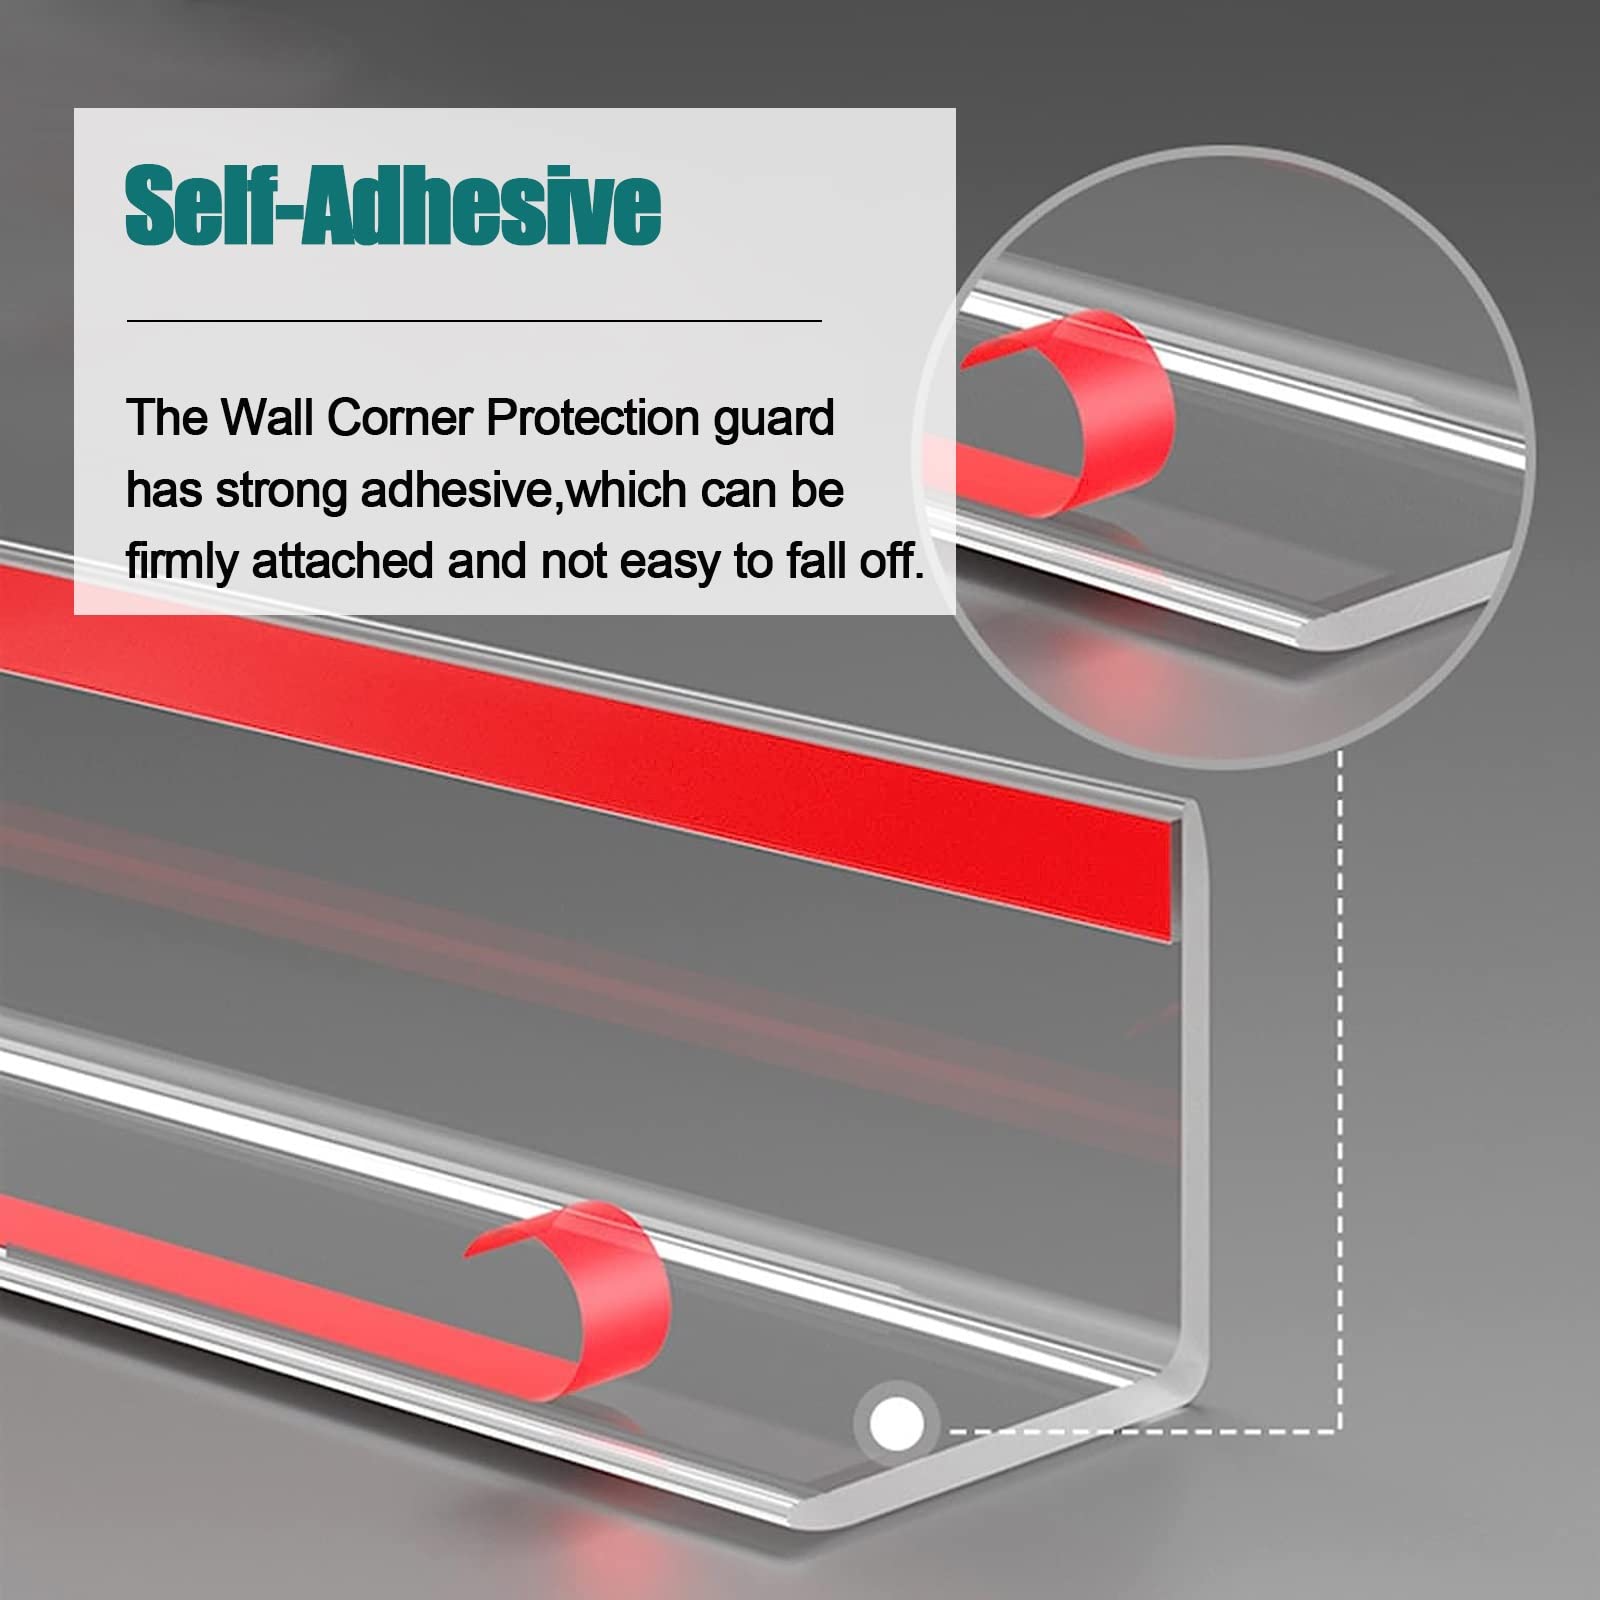 Self-Adhesive
The Wall Corner Protection guard
has strong adhesive,which can be
firmly attached and not easy to fall off.